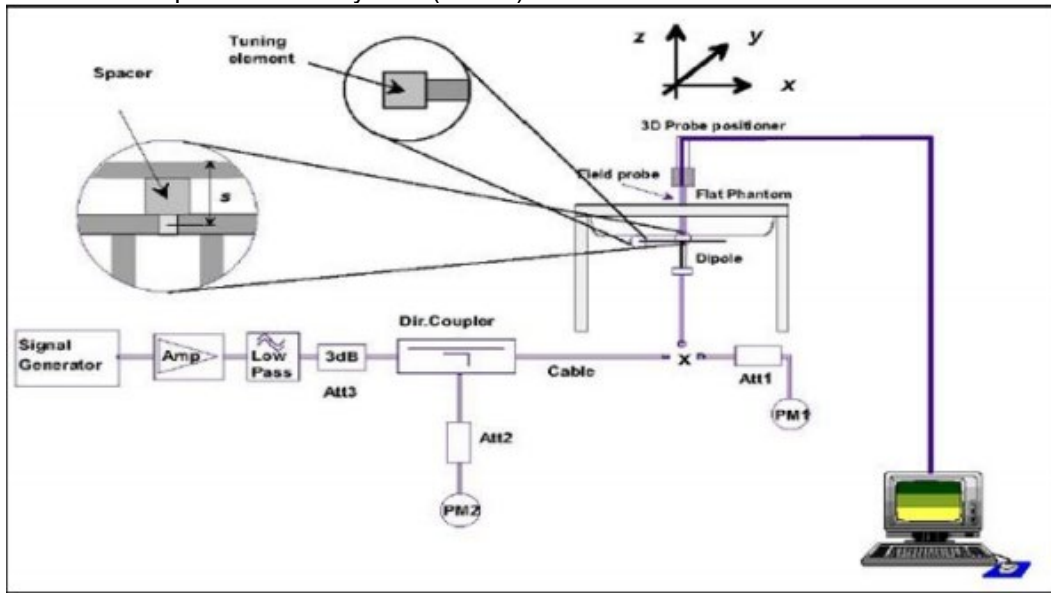 Tuning
element
Spacer
s
z
y
x
3D Probe positioner
Field probe
Flat Phantom
Dipole
Dir.Coupler
Signal
Generator
Amp
Low
Pass
3dB
Att3
Cable
x
Att1
PM1
Att2
PM2